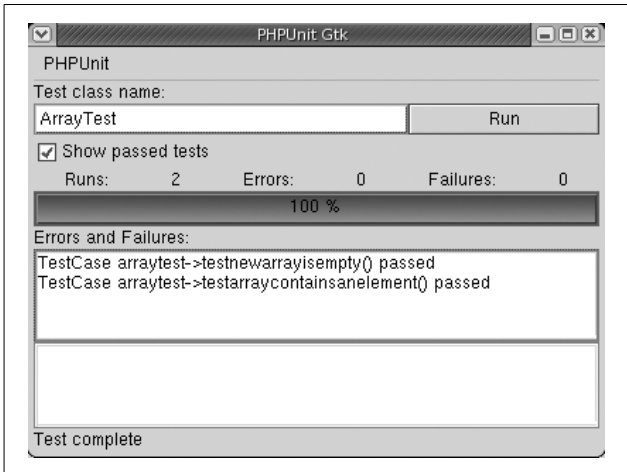 PHPUnit Gtk
PHPUnit
Test class name:
ArrayTest Run
Show passed tests
Runs: 2 Errors: 0 Failures: 0
100 %
Errors and Failures:
TestCase arraytest->testnewarrayisempty() passed
TestCase arraytest->testarraycontainsanelement() passed
Test complete